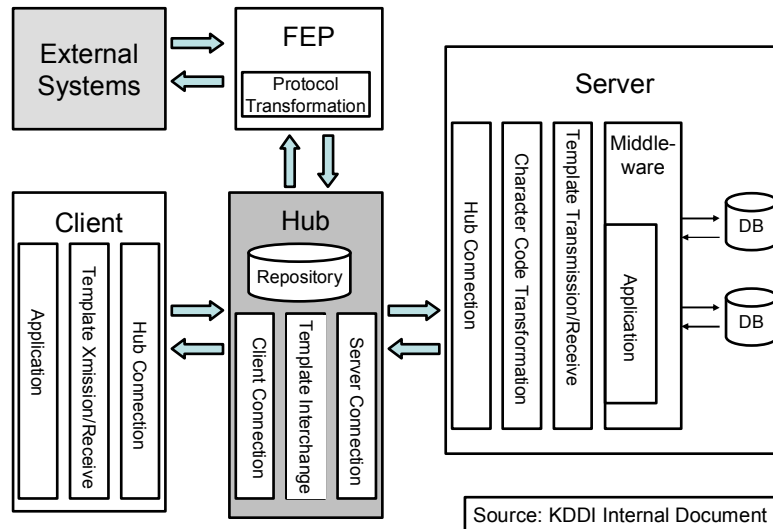 External
Systems
FEP
Protocol
Transformation
Server
Hub Connection
Character Code Transformation
Template Transmission/Receive
Middle-
ware
Application
DB
DB
Client
Application
Template Xmission/Receive
Hub Connection
Hub
Repository
Client Connection
Template Interchange
Server Connection
Source: KDDI Internal Document